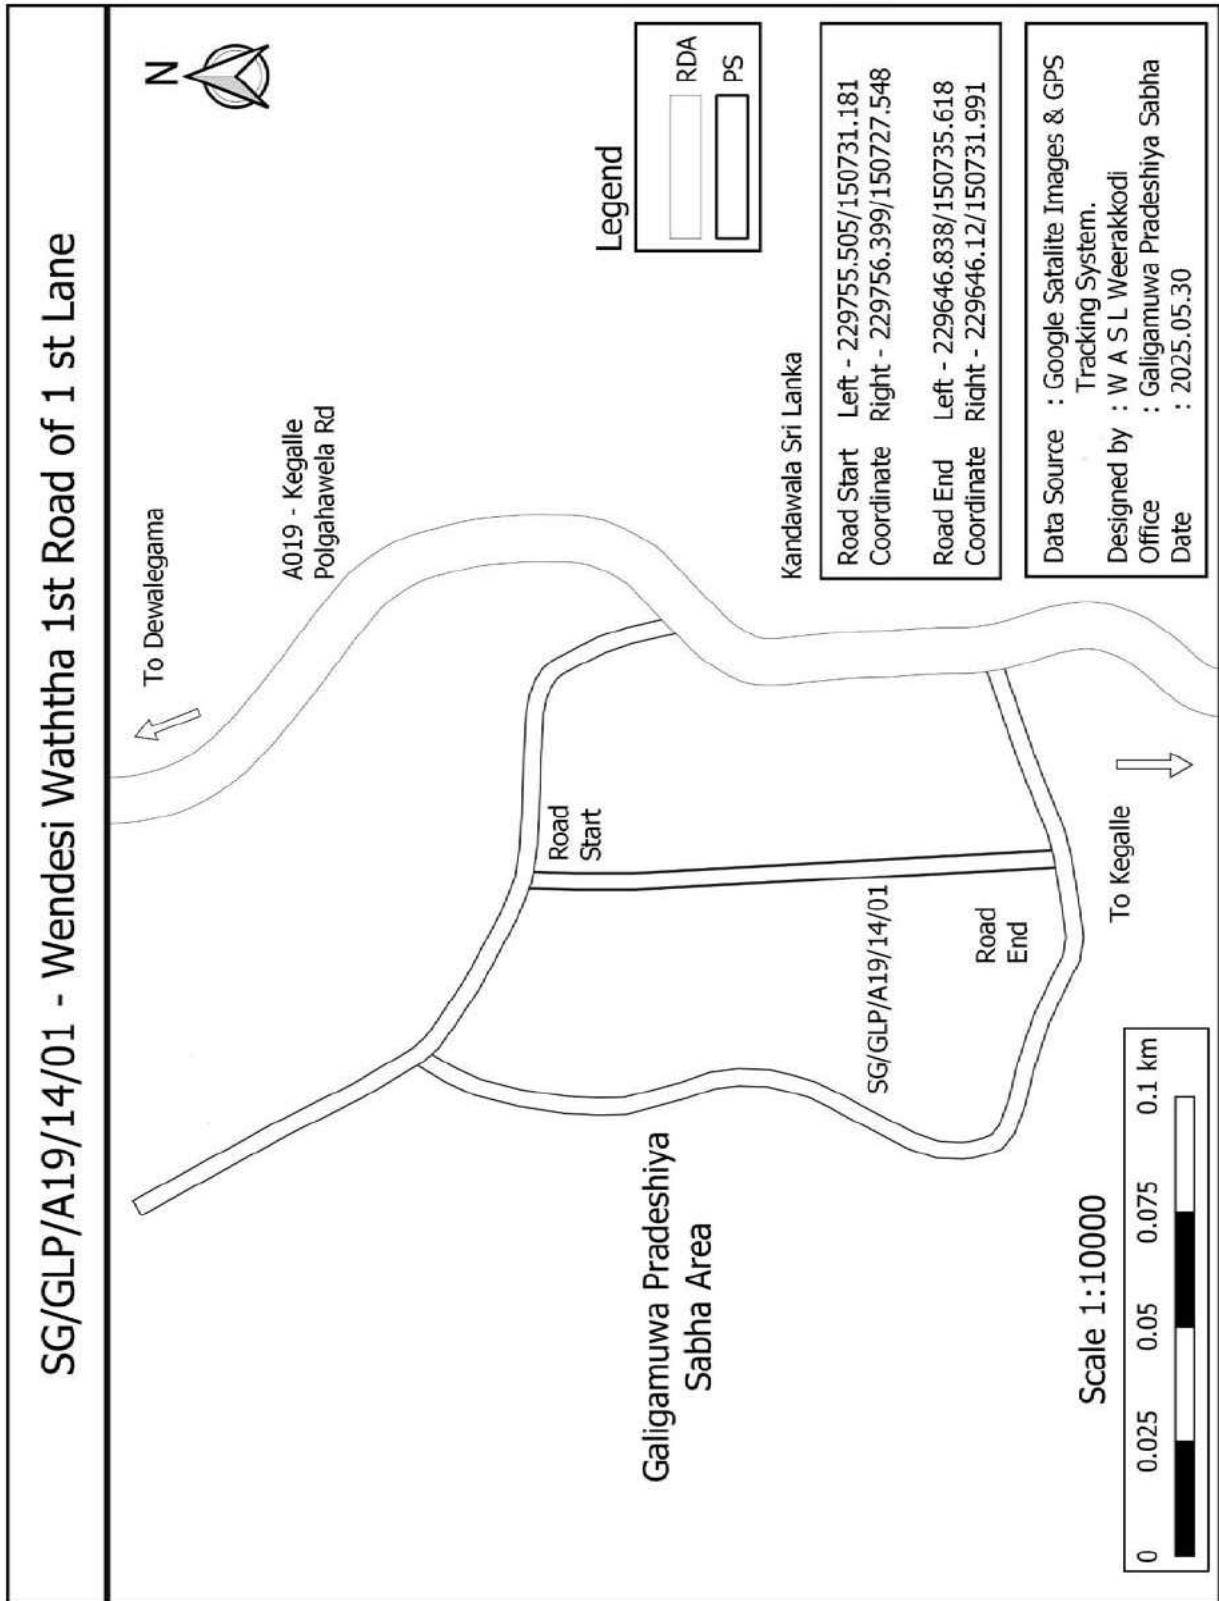 SG/GLP/A19/14/01 - Wendesi Waththa 1st Road of 1 st Lane
N
To Dewalegama
A019 - Kegalle
Polgahawela Rd
Legend
RDA
PS
Road
Start
Galigamuwa Pradeshiya
Sabha Area
SG/GLP/A19/14/01
Road
End
Kandawala Sri Lanka
Road Start Left - 229755.505/150731.181
Coordinate Right - 229756.399/150727.548
Road End Left - 229646.838/150735.618
Coordinate Right - 229646.12/150731.991
To Kegalle
Data Source : Google Satalite Images & GPS
Tracking System.
Designed by : W A S L Weerakkodi
Office : Galigamuwa Pradeshiya Sabha
Date : 2025.05.30
Scale 1:10000
0 0.025 0.05 0.075 0.1 km